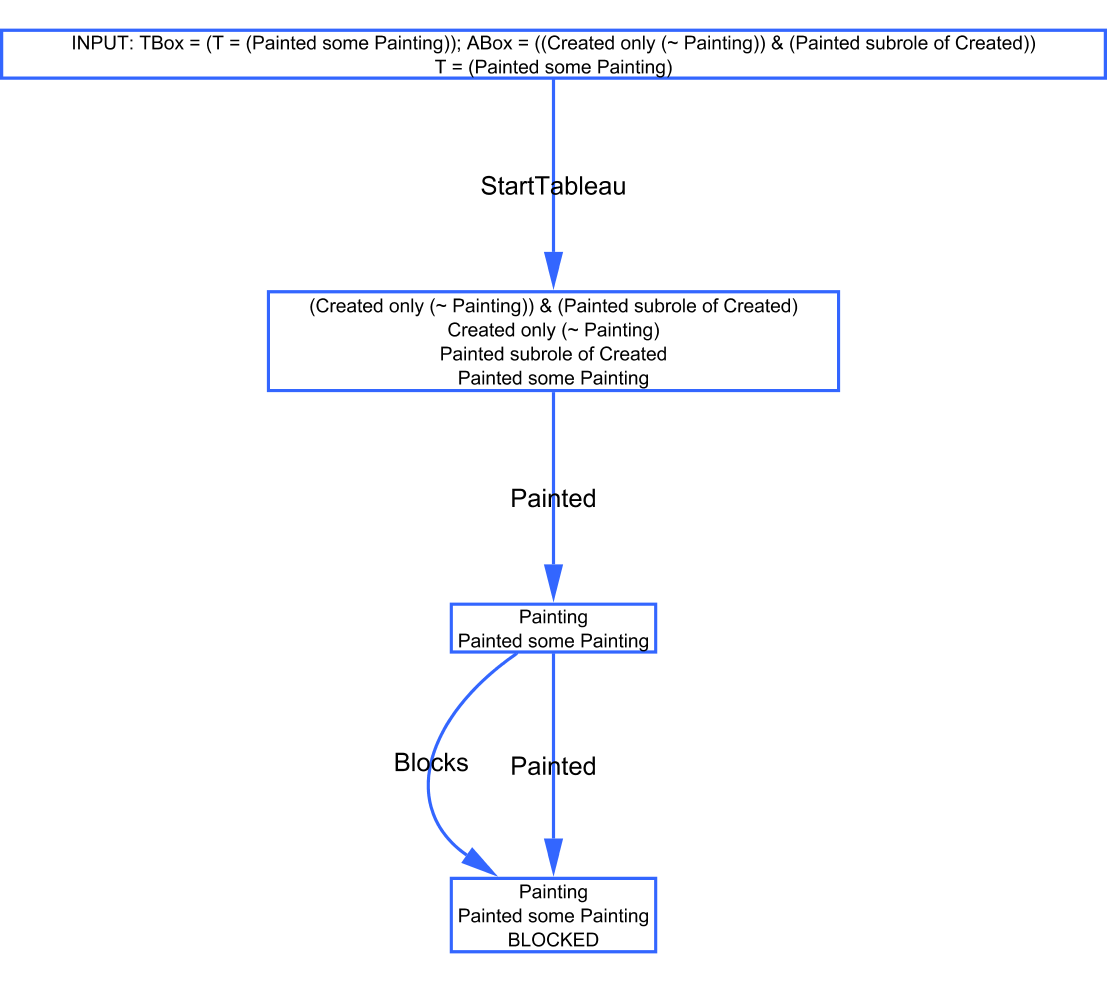 INPUT: TBox = (T = (Painted some Painting)); ABox = ((Created only (~ Painting)) & (Painted subrole of Created))
T = (Painted some Painting)
StartTableau
(Created only (~ Painting)) & (Painted subrole of Created)
Created only (~ Painting)
Painted subrole of Created
Painted some Painting
Painted
Painting
Painted some Painting
Blocks
Painted
Painting
Painted some Painting
BLOCKED